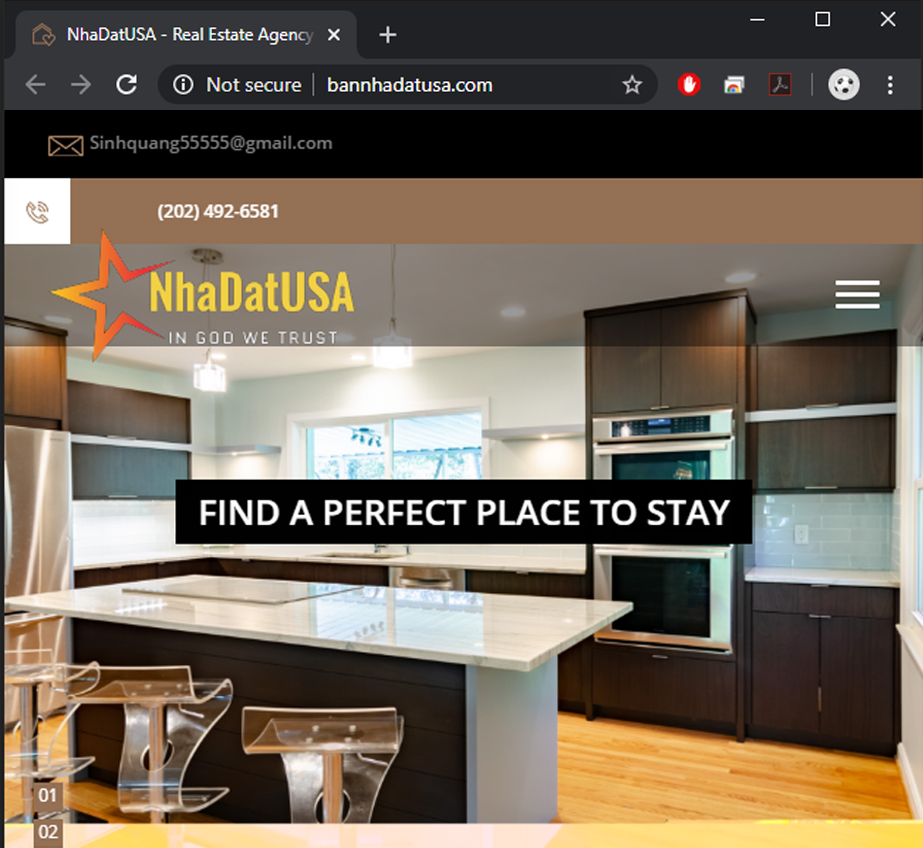 NhaDatUSA - Real Estate Agency
Not secure
bannhadatusa.com
Sinhquang55555@gmail.com
(202) 492-6581
NhaDatUSA
IN GOD WE TRUST
FIND A PERFECT PLACE TO STAY
01
02